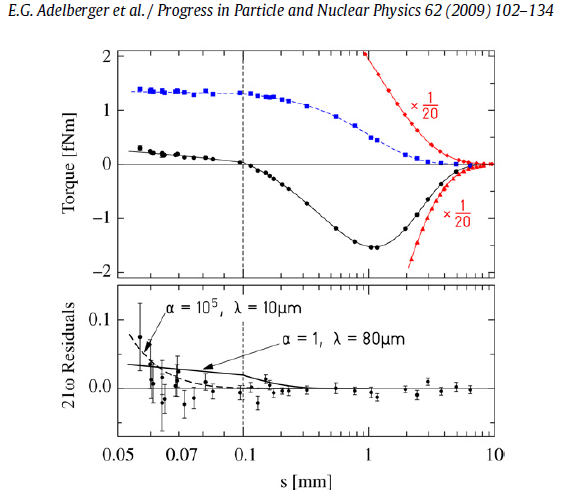 E.G. Adelberger et al. / Progress in Particle and Nuclear Physics 62 (2009) 102–134
2
1
0
−1
−2
Torque [fNm]
× 1/20
× 1/20
0.1
0.0
21ω Residuals
α = 10⁵, λ = 10μm
α = 1, λ = 80μm
0.05 0.07 0.1 1 10
s [mm]